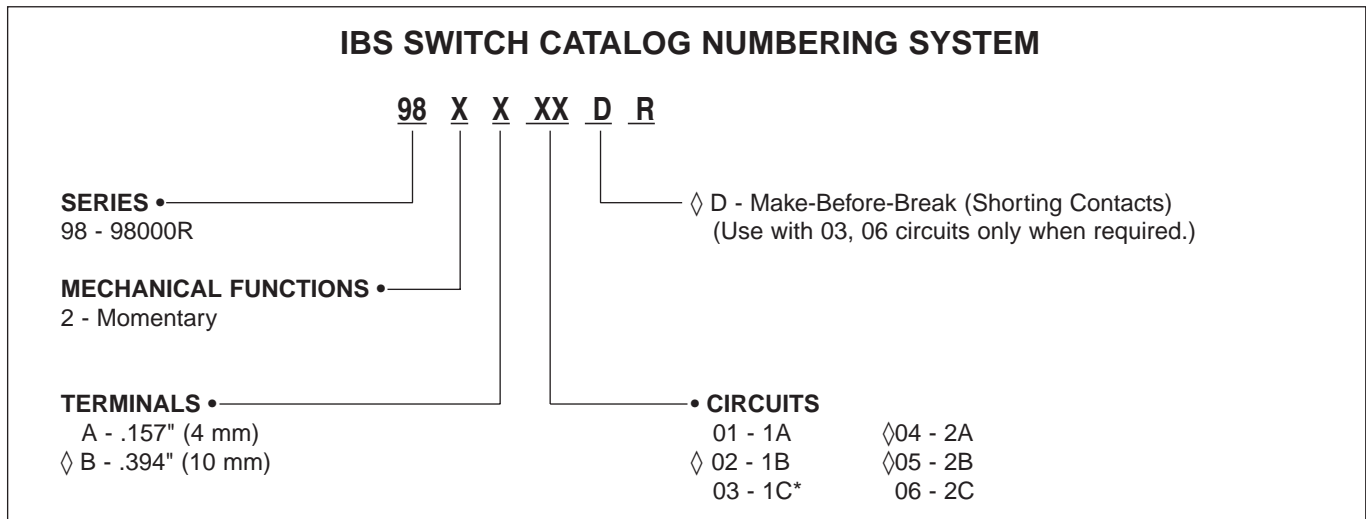 IBS SWITCH CATALOG NUMBERING SYSTEM
98 X X XX D R
SERIES •
98 - 98000R
◊ D - Make-Before-Break (Shorting Contacts)
(Use with 03, 06 circuits only when required.)
MECHANICAL FUNCTIONS •
2 - Momentary
TERMINALS •
A - .157" (4 mm)
◊ B - .394" (10 mm)
• CIRCUITS
01 - 1A ◊04 - 2A
◊ 02 - 1B ◊05 - 2B
03 - 1C* 06 - 2C